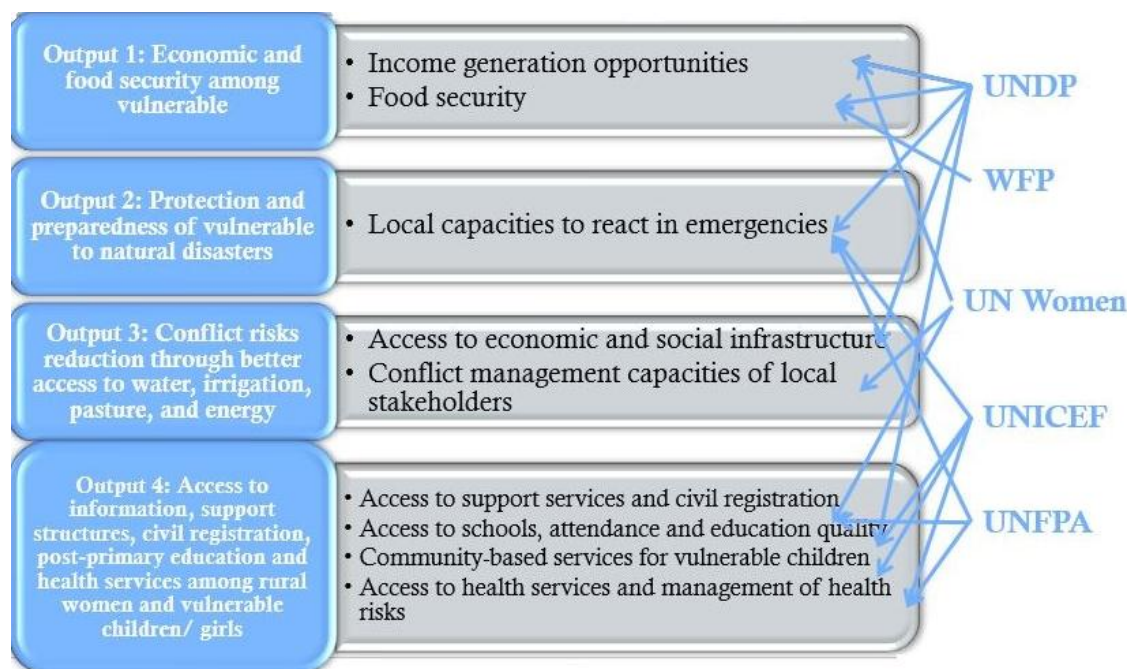 Output 1: Economic and
food security among
vulnerable
• Income generation opportunities
• Food security
UNDP
WFP
Output 2: Protection and
preparedness of vulnerable
to natural disasters
• Local capacities to react in emergencies
UN Women
Output 3: Conflict risks
reduction through better
access to water, irrigation,
pasture, and energy
• Access to economic and social infrastructure
• Conflict management capacities of local
stakeholders
UNICEF
Output 4: Access to
information, support
structures, civil registration,
post-primary education and
health services among rural
women and vulnerable
children/ girls
• Access to support services and civil registration
• Access to schools, attendance and education quality
• Community-based services for vulnerable children
• Access to health services and management of health
risks
UNFPA